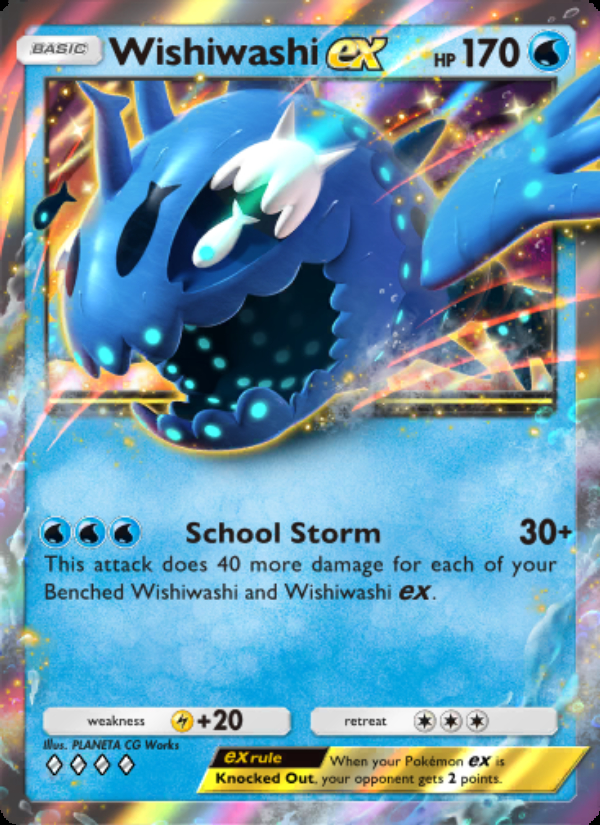 BASIC Wishiwashi ex HP 170
School Storm 30+
This attack does 40 more damage for each of your
Benched Wishiwashi and Wishiwashi ex.
weakness +20 retreat
Illus. PLANETA CG Works
ex rule When your Pokémon ex is
Knocked Out, your opponent gets 2 points.